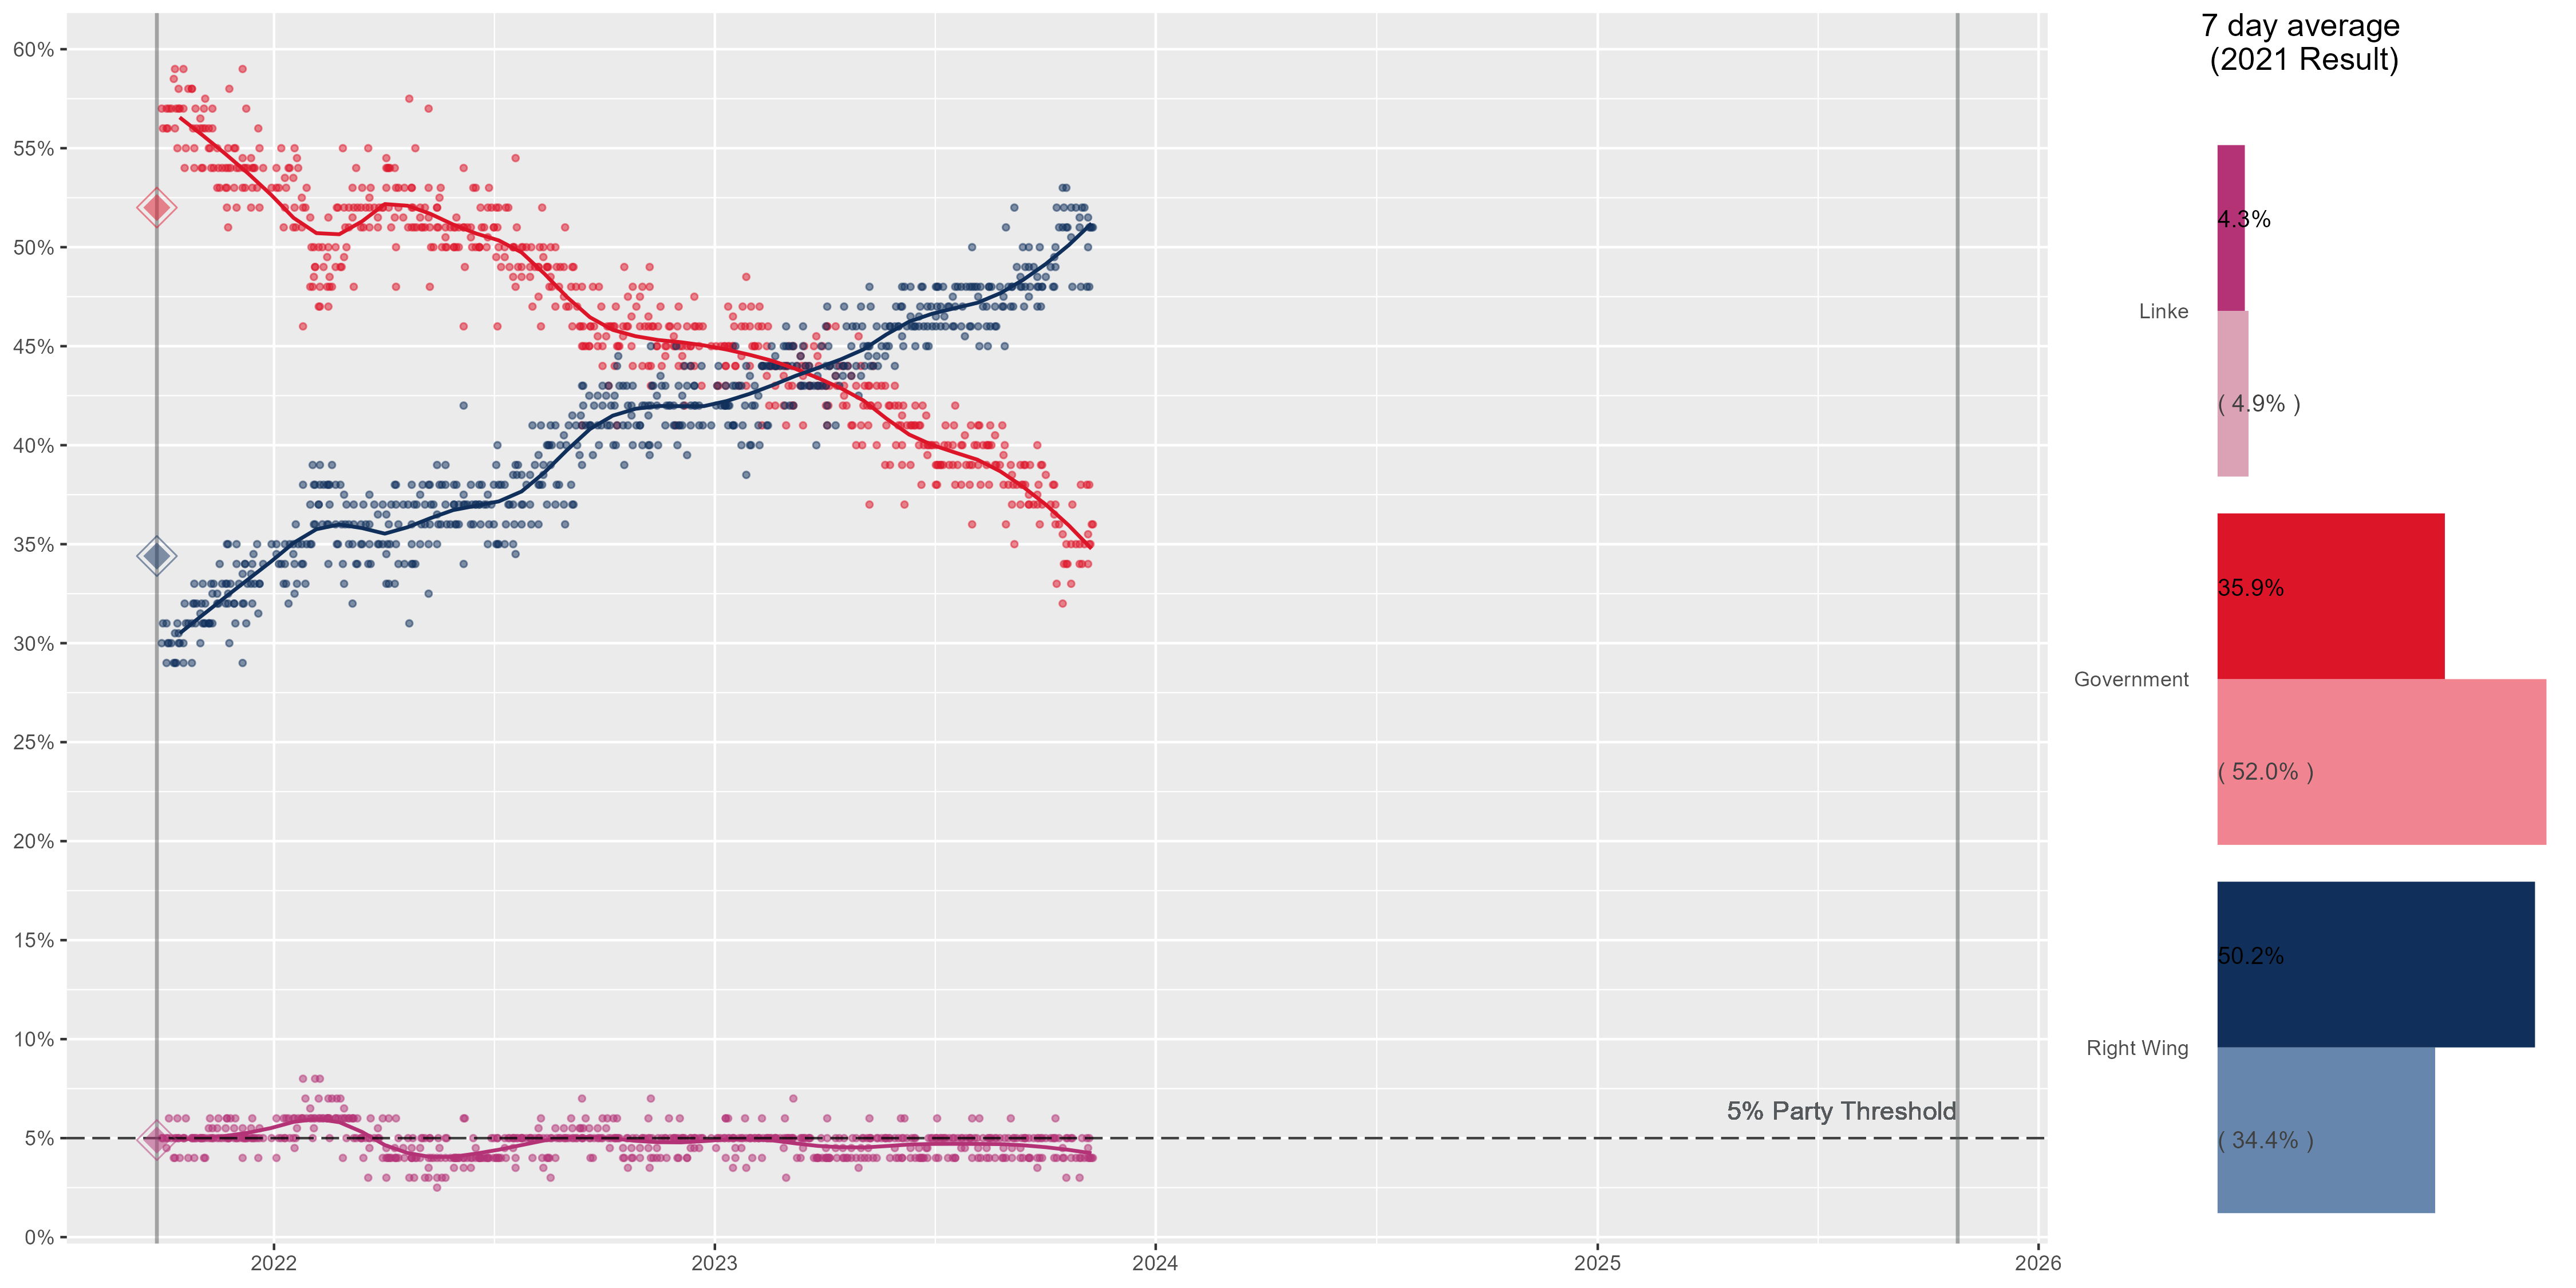 60%
55%
50%
45%
40%
35%
30%
25%
20%
15%
10%
5%
0%
2022
2023
2024
2025
2026
5% Party Threshold
7 day average
(2021 Result)
Linke
4.3%
( 4.9% )
Government
35.9%
( 52.0% )
Right Wing
50.2%
( 34.4% )